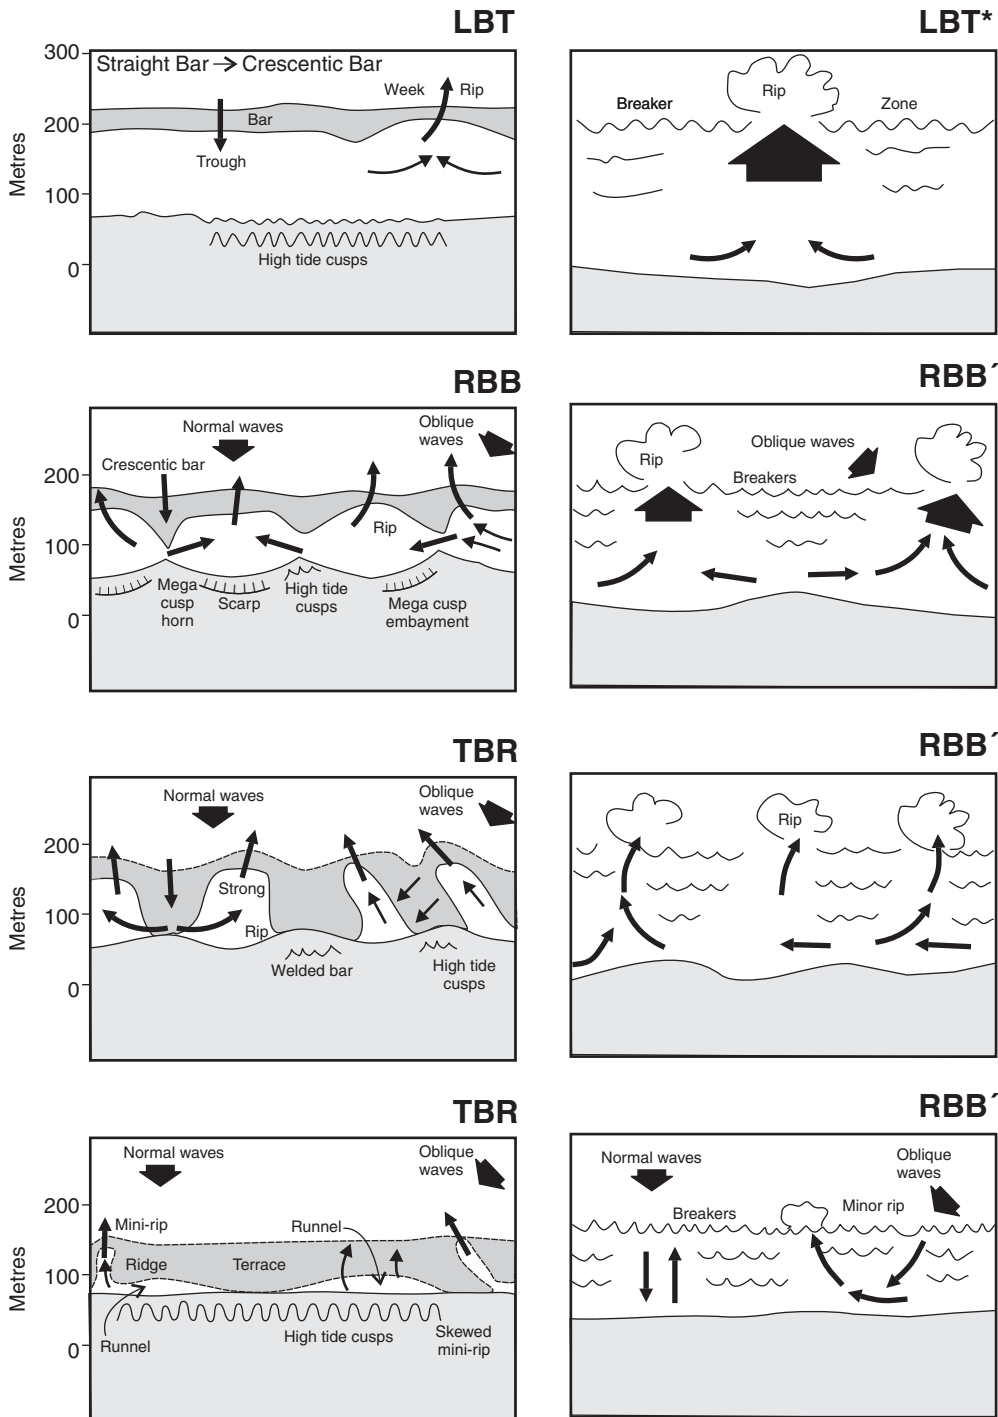 LBT
LBT*
300
Straight Bar → Crescentic Bar
Week Rip
200
Bar
Trough
100
High tide cusps
0
Metres
Rip
Breaker
Zone
RBB
RBB´
Normal waves
Oblique
waves
Crescentic bar
200
Rip
100
Mega
cusp
horn
Scarp
High tide
cusps
Mega cusp
embayment
0
Metres
Rip
Oblique waves
Breakers
TBR
RBB´
Normal waves
Oblique
waves
200
Strong
Rip
100
Welded bar
High tide
cusps
0
Metres
Rip
TBR
RBB´
Normal waves
Oblique
waves
200
Mini-rip
Runnel
Ridge
Terrace
100
High tide cusps
Skewed
mini-rip
Runnel
0
Metres
Normal waves
Oblique
waves
Breakers
Minor rip